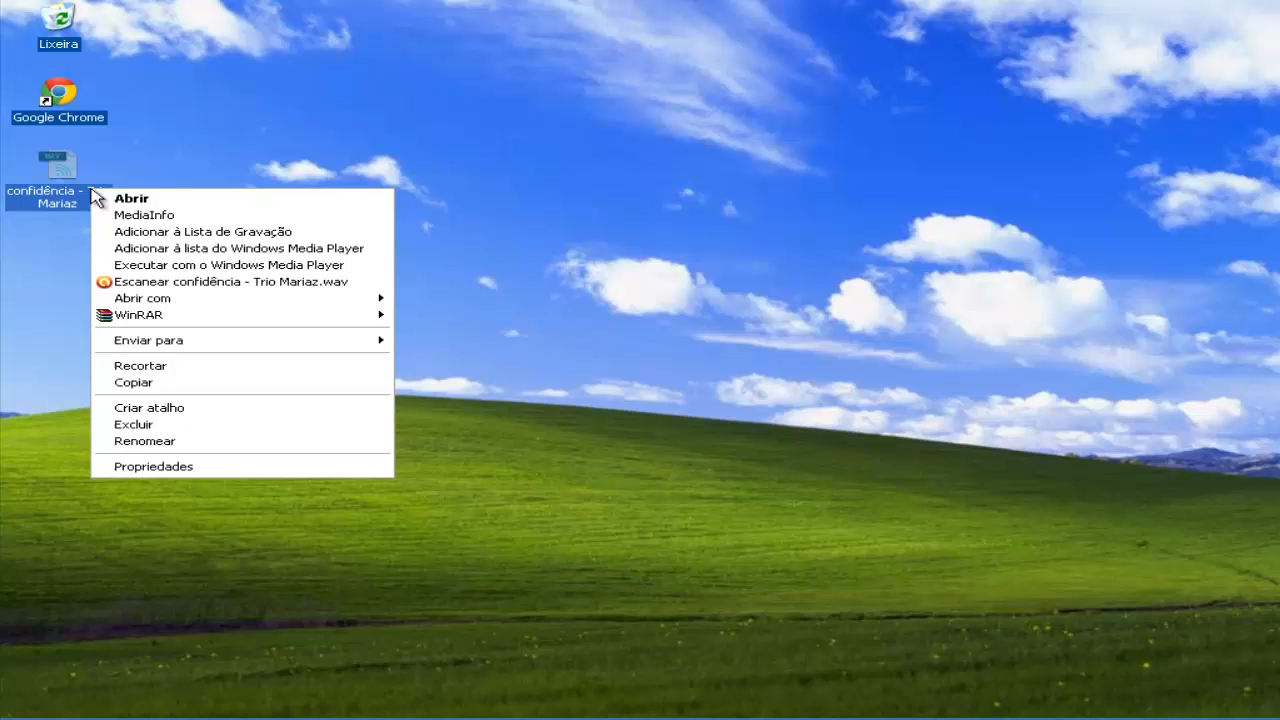 Lixeira
Google Chrome
WAV
confidência -
Mariaz
Abrir
MediaInfo
Adicionar à Lista de Gravação
Adicionar à lista do Windows Media Player
Executar com o Windows Media Player
Escanear confidência - Trio Mariaz.wav
Abrir com
WinRAR
Enviar para
Recortar
Copiar
Criar atalho
Excluir
Renomear
Propriedades